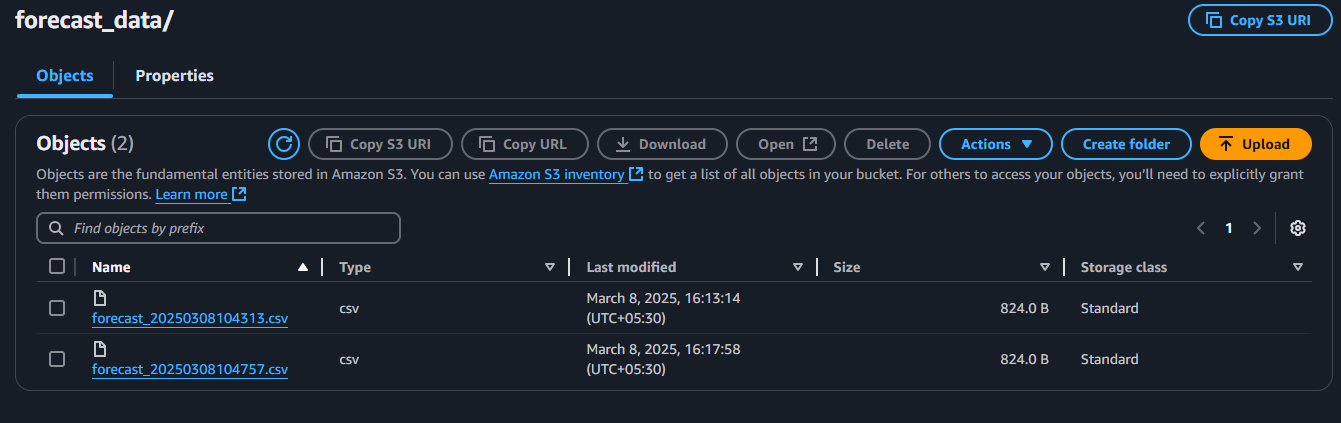 forecast_data/
Copy S3 URI
Objects
Properties
Objects (2)
Copy S3 URI
Copy URL
Download
Open
Delete
Actions
Create folder
Upload
Objects are the fundamental entities stored in Amazon S3. You can use Amazon S3 inventory to get a list of all objects in your bucket. For others to access your objects, you’ll need to explicitly grant
them permissions. Learn more
Find objects by prefix
1
Name
Type
Last modified
Size
Storage class
forecast_20250308104313.csv
csv
March 8, 2025, 16:13:14
(UTC+05:30)
824.0 B
Standard
forecast_20250308104757.csv
csv
March 8, 2025, 16:17:58
(UTC+05:30)
824.0 B
Standard